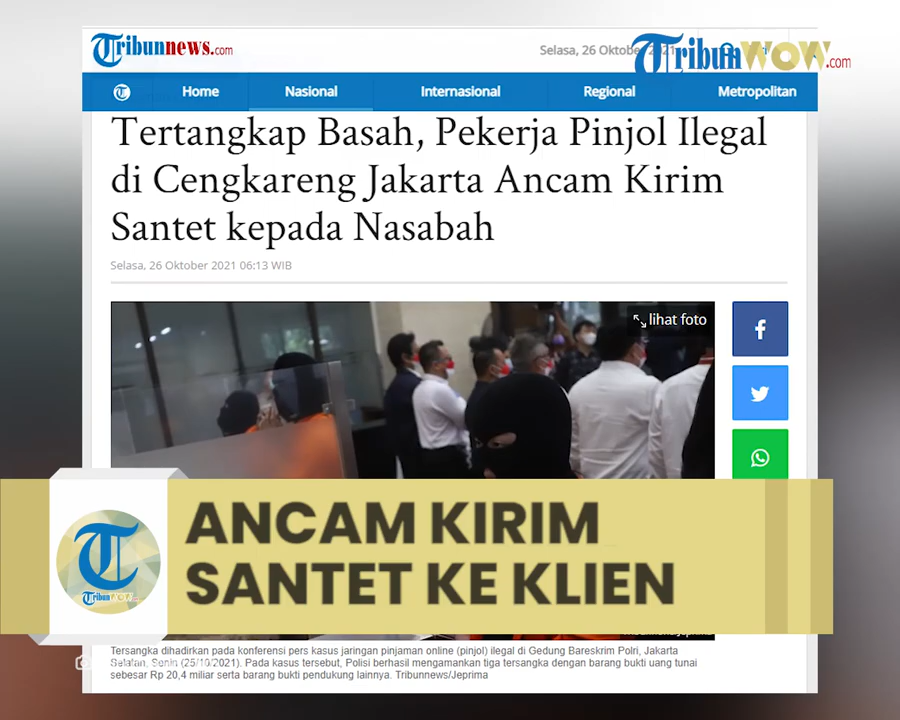 Tribunnews.com
Selasa, 26 Oktober 2021
TribunWOW.com
Home Nasional Internasional Regional Metropolitan
Tertangkap Basah, Pekerja Pinjol Ilegal
di Cengkareng Jakarta Ancam Kirim
Santet kepada Nasabah
Selasa, 26 Oktober 2021 06:13 WIB
lihat foto
ANCAM KIRIM
SANTET KE KLIEN
TribunWOW
Tersangka dihadirkan pada konferensi pers kasus jaringan pinjaman online (pinjol) ilegal di Gedung Bareskrim Polri, Jakarta
Selatan, Senin (25/10/2021). Pada kasus tersebut, Polisi berhasil mengamankan tiga tersangka dengan barang bukti uang tunai
sebesar Rp 20,4 miliar serta barang bukti pendukung lainnya. Tribunnews/Jeprima